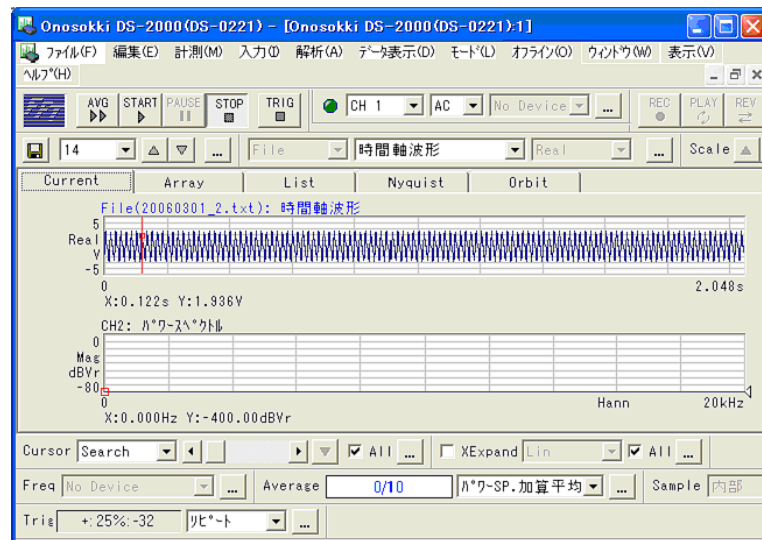 Onosokki DS-2000(DS-0221) - [Onosokki DS-2000(DS-0221):1]
ファイル(F) 編集(E) 計測(M) 入力(I) 解析(A) データ表示(D) モード(L) オフライン(O) ウィンドウ(W) 表示(V)
ヘルプ(H)
AVG START PAUSE STOP TRIG CH 1 AC No Device ... REC PLAY REV
14 ... File 時間軸波形 Real ... Scale
Current Array List Nyquist Orbit
File(20060301_2.txt): 時間軸波形
5
Real
V
-5
0 2.048s
X:0.122s Y:1.936V
CH2: パワースペクトル
0
Mag
dBVr
-80
0 Hann 20kHz
X:0.000Hz Y:-400.00dBVr
Cursor Search All ... XExpand Lin All ...
Freq No Device ... Average 0/10 パワーSP.加算平均 ... Sample 内部
Trig +: 25%:-32 リピート ...